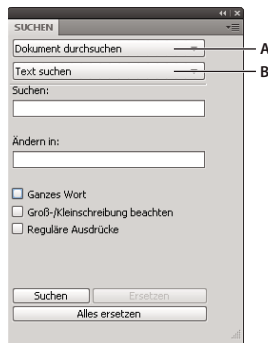 SUCHEN
Dokument durchsuchen A
Text suchen B
Suchen:
Ändern in:
Ganzes Wort
Groß-/Kleinschreibung beachten
Reguläre Ausdrücke
Suchen Ersetzen
Alles ersetzen